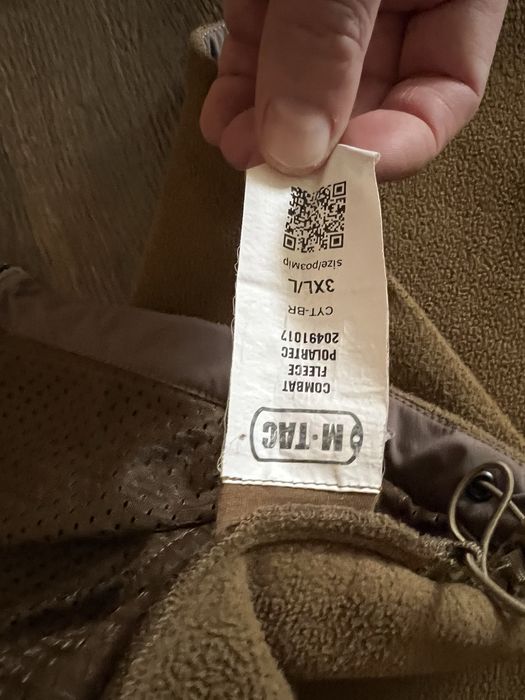 M·TAC
COMBAT
FLEECE
POLARTEC
20491017
CYT-BR
3XL/L
Size/розмір